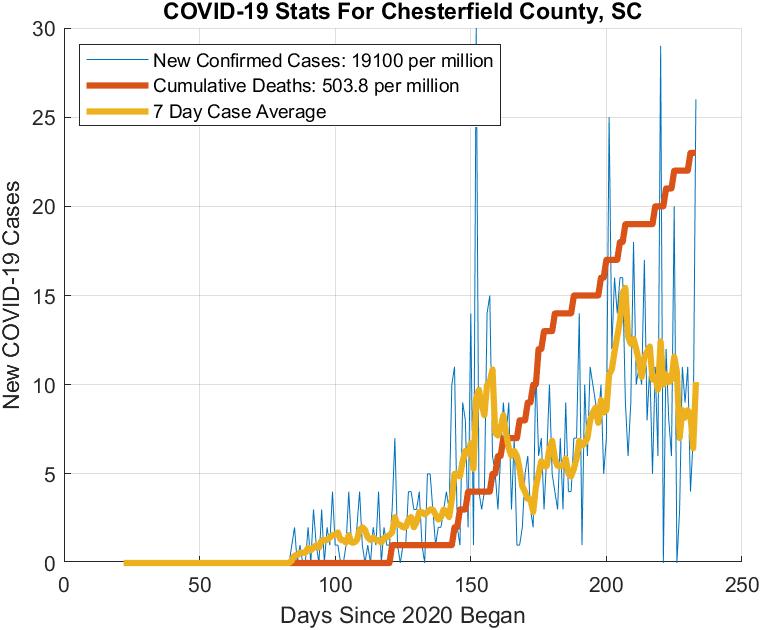 COVID-19 Stats For Chesterfield County, SC
New Confirmed Cases: 19100 per million
Cumulative Deaths: 503.8 per million
7 Day Case Average
30
25
20
15
10
5
0
New COVID-19 Cases
0 50 100 150 200 250
Days Since 2020 Began